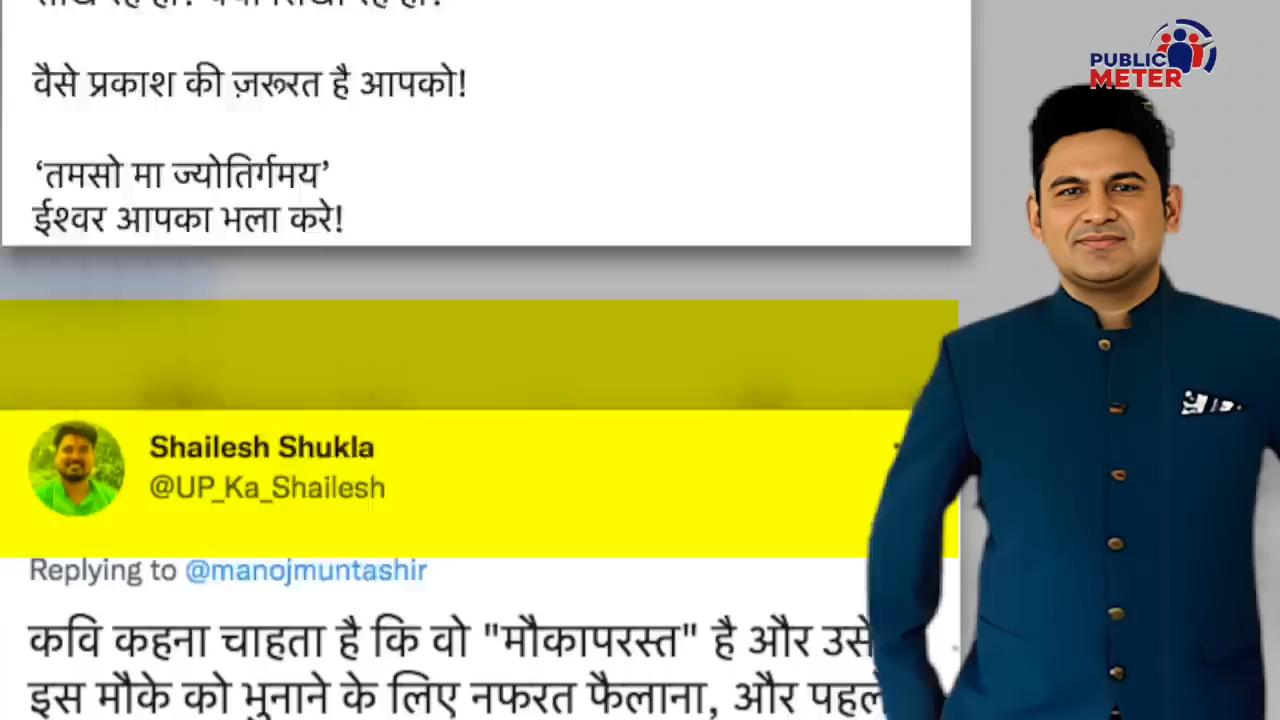 PUBLIC
METER
वैसे प्रकाश की ज़रूरत है आपको!
‘तमसो मा ज्योतिर्गमय’
ईश्वर आपका भला करे!
Shailesh Shukla
@UP_Ka_Shailesh
Replying to @manojmuntashir
कवि कहना चाहता है कि वो "मौकापरस्त" है और उसे
इस मौके को भुनाने के लिए नफरत फैलाना, और पहले